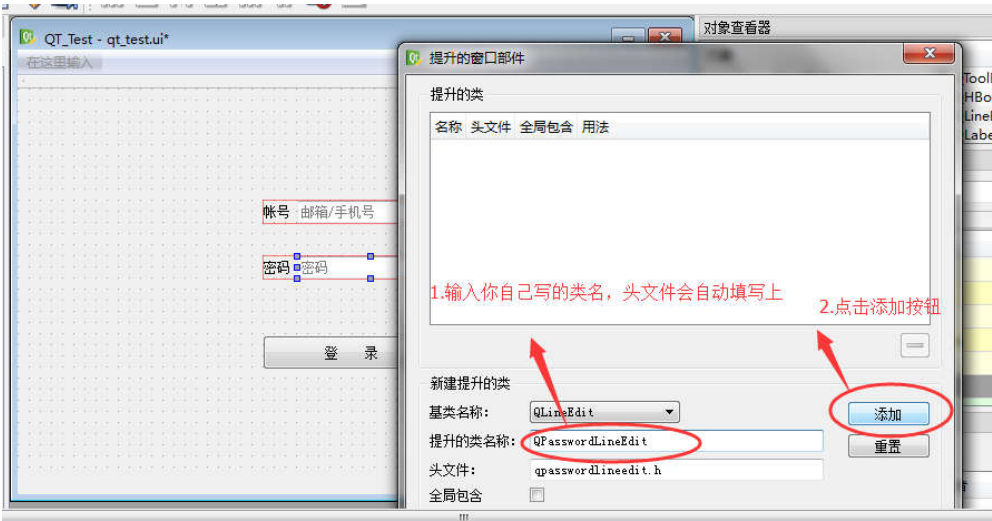 QT_Test - qt_test.ui*
对象查看器
在这里输入
提升的窗口部件
提升的类
名称 头文件 全局包含 用法
帐号 邮箱/手机号
密码 密码
登 录
1.输入你自己写的类名，头文件会自动填写上
2.点击添加按钮
新建提升的类
基类名称： QLineEdit
添加
提升的类名称： QPasswordLineEdit
重置
头文件： qpasswordlineedit.h
全局包含